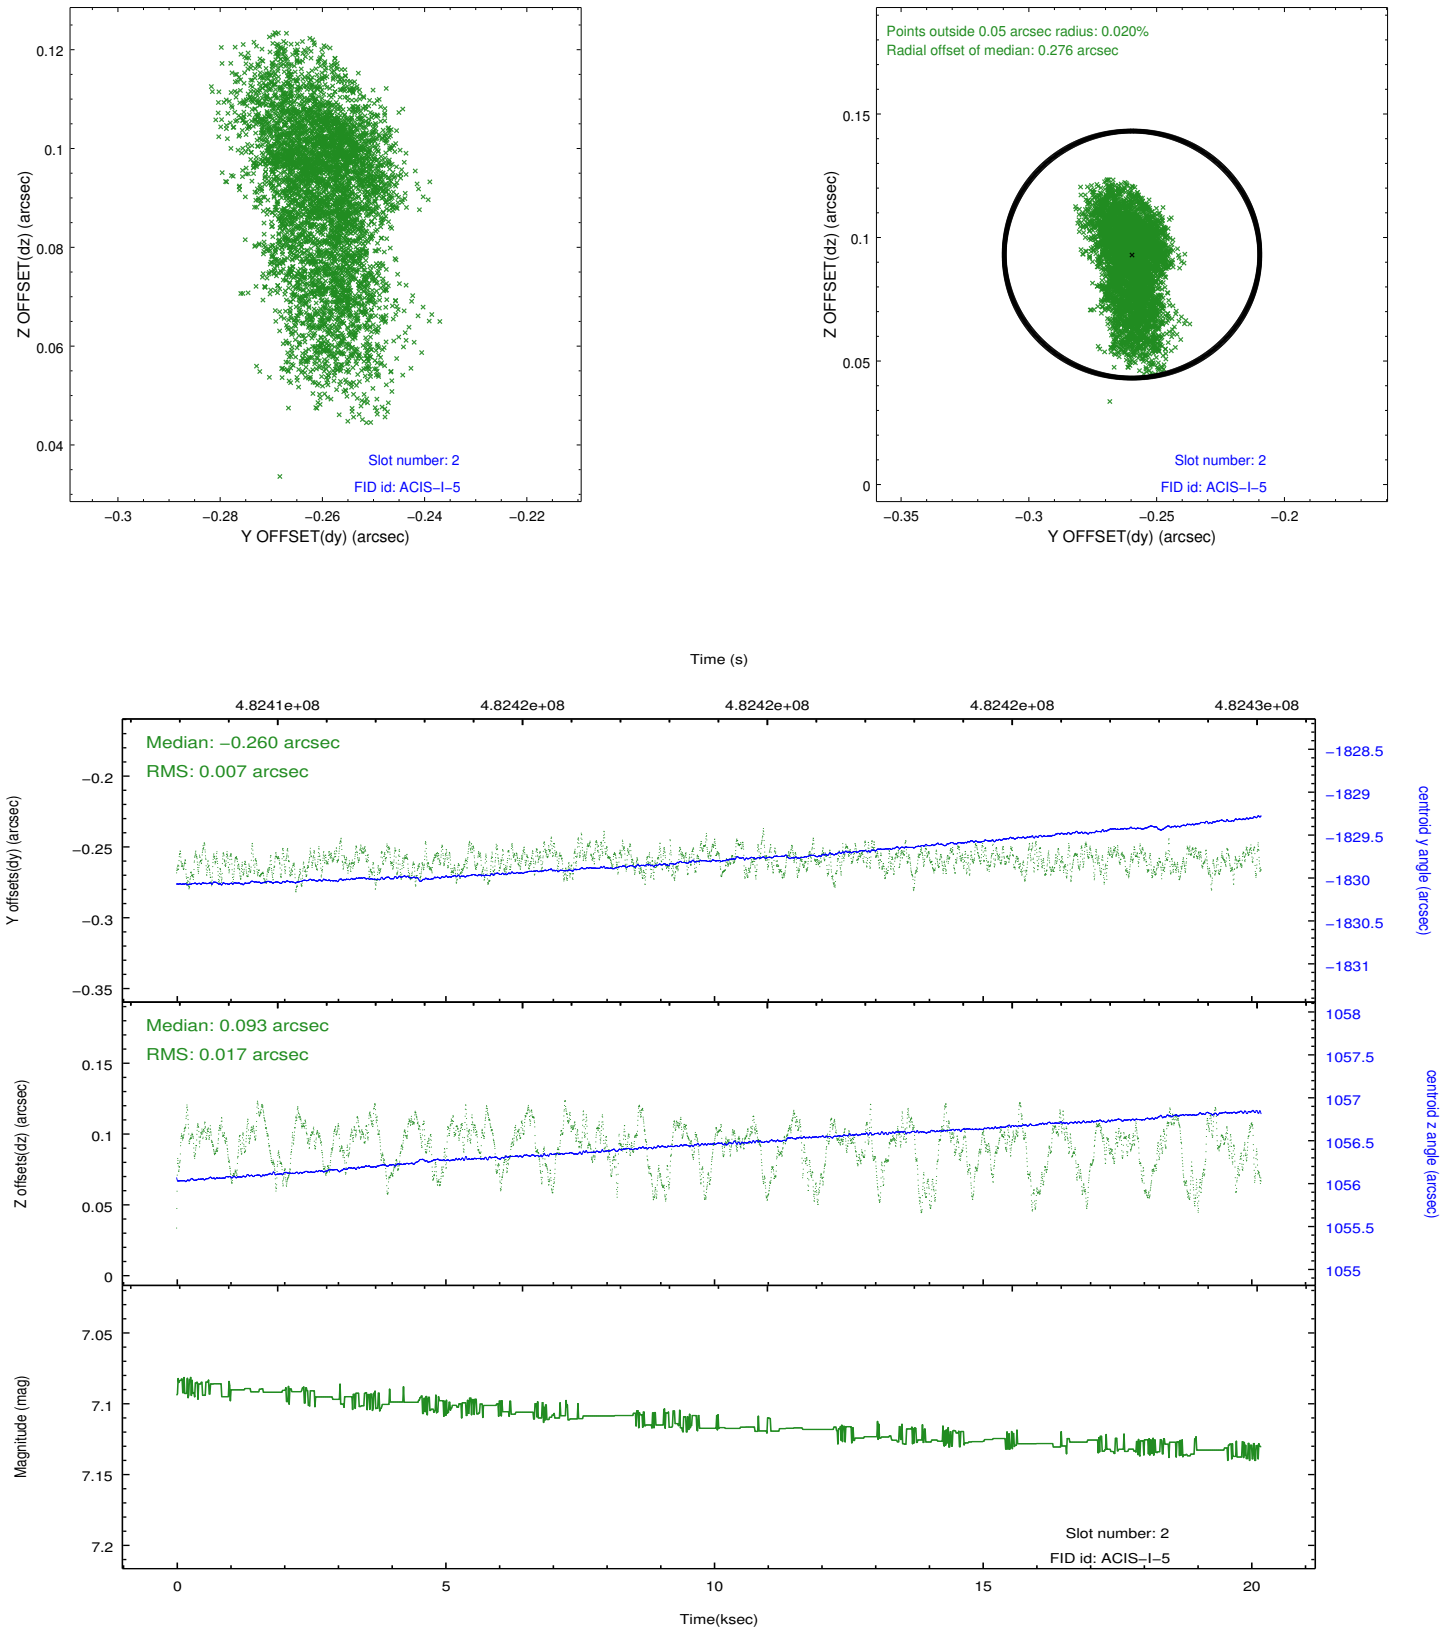 0.12
0.1
0.08
0.06
0.04
Z OFFSET(dz) (arcsec)
Slot number: 2
FID id: ACIS−I−5
−0.3
−0.28
−0.26
−0.24
−0.22
Y OFFSET(dy) (arcsec)
Points outside 0.05 arcsec radius: 0.020%
Radial offset of median: 0.276 arcsec
0.15
0.1
0.05
0
Z OFFSET(dz) (arcsec)
Slot number: 2
FID id: ACIS−I−5
−0.35
−0.3
−0.25
−0.2
Y OFFSET(dy) (arcsec)
Time (s)
4.8241e+08
4.8242e+08
4.8242e+08
4.8242e+08
4.8243e+08
Median: −0.260 arcsec
RMS: 0.007 arcsec
−0.2
−0.25
−0.3
−0.35
Y offsets(dy) (arcsec)
−1828.5
−1829
−1829.5
−1830
−1830.5
−1831
centroid y angle (arcsec)
Median: 0.093 arcsec
RMS: 0.017 arcsec
0.15
0.1
0.05
0
Z offsets(dz) (arcsec)
1058
1057.5
1057
1056.5
1056
1055.5
1055
centroid z angle (arcsec)
7.05
7.1
7.15
7.2
Magnitude (mag)
Slot number: 2
FID id: ACIS−I−5
0
5
10
15
20
Time(ksec)